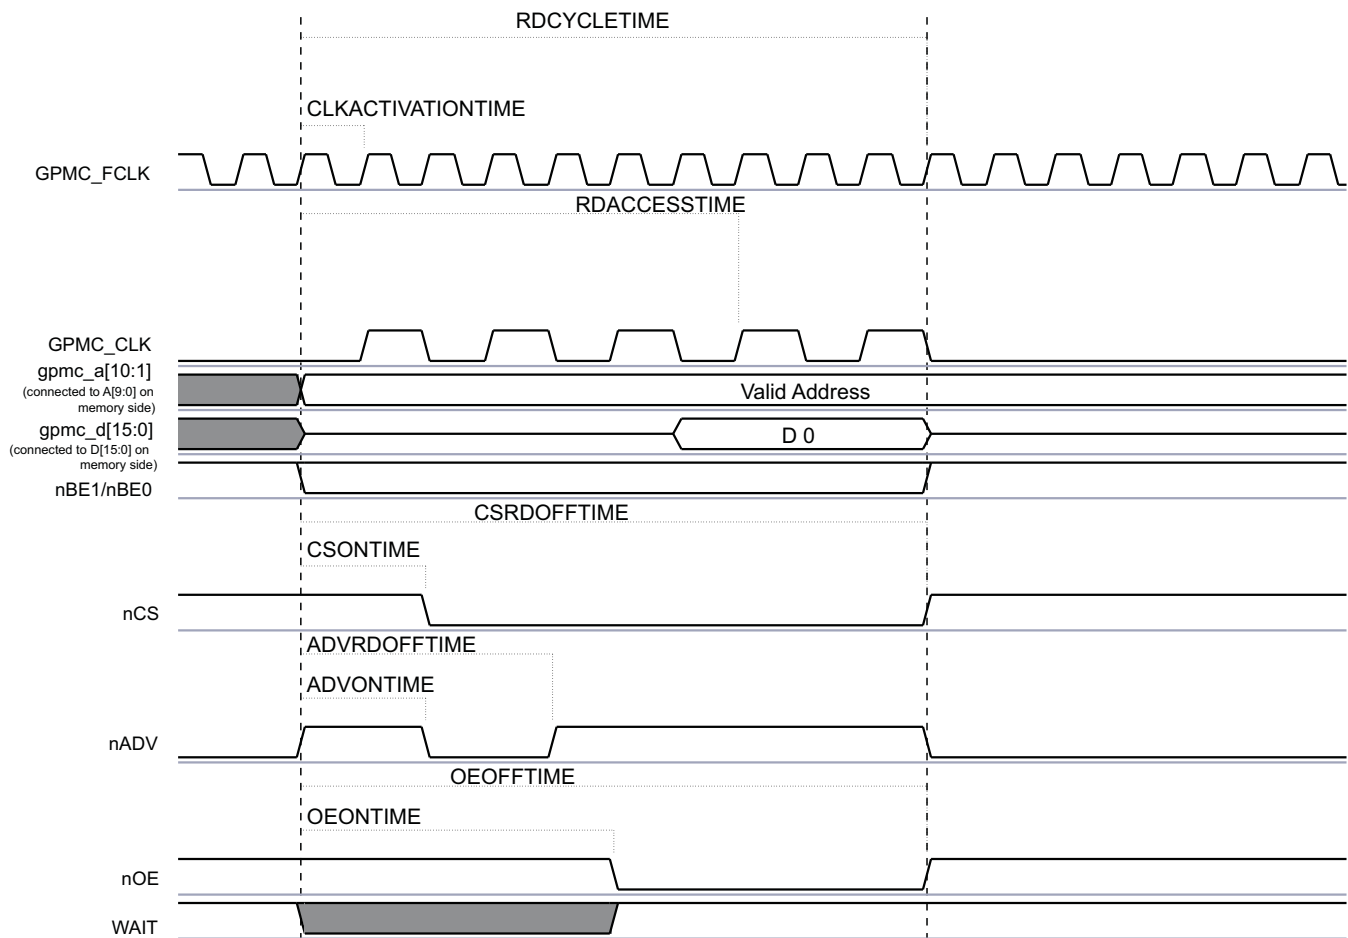 RDCYCLETIME
CLKACTIVATIONTIME
GPMC_FCLK
RDACCESSTIME
GPMC_CLK
gpmc_a[10:1]
(connected to A[9:0] on
memory side)
Valid Address
gpmc_d[15:0]
(connected to D[15:0] on
memory side)
D 0
nBE1/nBE0
CSRDOFFTIME
CSONTIME
nCS
ADVRDOFFTIME
ADVONTIME
nADV
OEOFFTIME
OEONTIME
nOE
WAIT